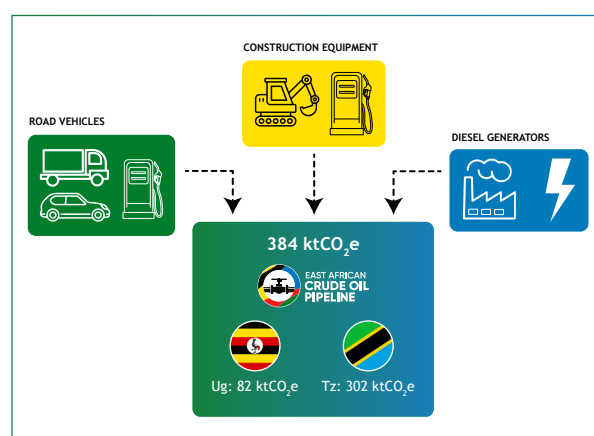 CONSTRUCTION EQUIPMENT
ROAD VEHICLES
DIESEL GENERATORS
384 ktCO₂e
EAST AFRICAN
CRUDE OIL
PIPELINE
Ug: 82 ktCO₂e
Tz: 302 ktCO₂e